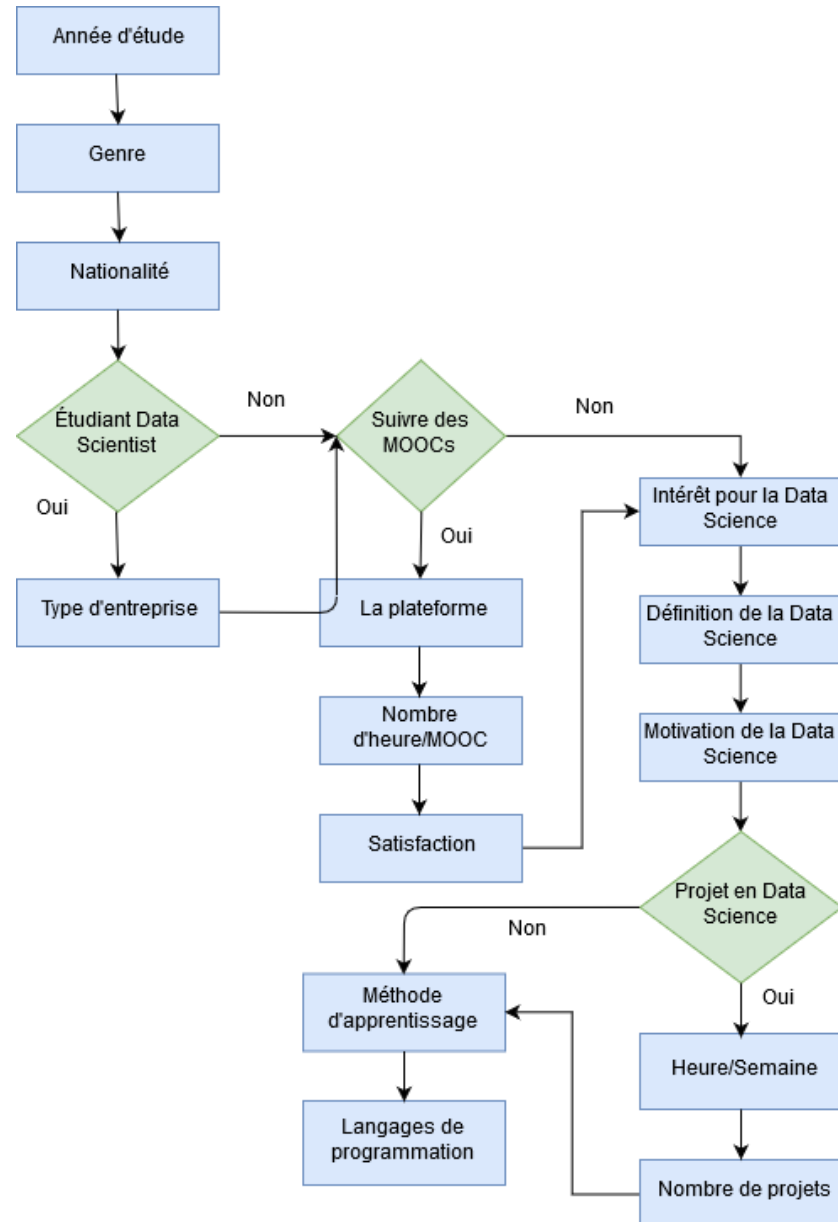 Année d'étude
Genre
Nationalité
Étudiant Data
Scientist
Non
Oui
Type d'entreprise
Suivre des
MOOCs
Non
Oui
La plateforme
Nombre
d'heure/MOOC
Satisfaction
Intérêt pour la Data
Science
Définition de la Data
Science
Motivation de la Data
Science
Projet en Data
Science
Non
Oui
Heure/Semaine
Nombre de projets
Méthode
d'apprentissage
Langages de
programmation